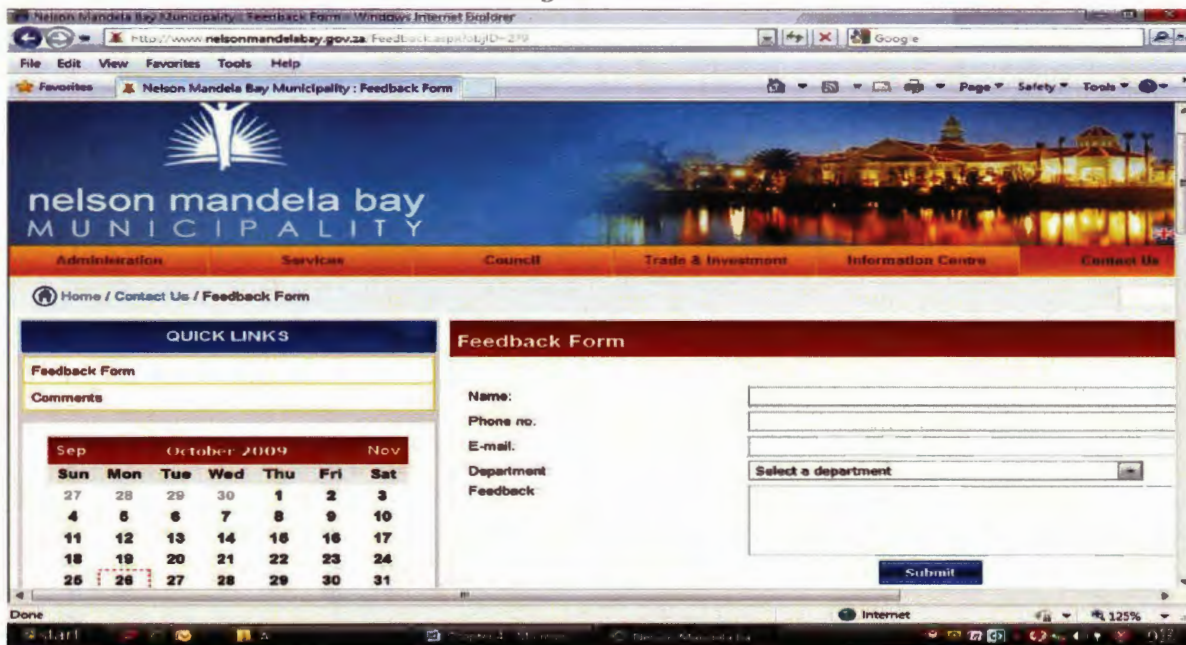 Nelson Mandela Bay Municipality : Feedback Form - Windows Internet Explorer
http://www.nelsonmandelabay.gov.za/Feedback.aspx?objID=279
Google
File Edit View Favorites Tools Help
Favorites Nelson Mandela Bay Municipality : Feedback Form Page Safety Tools
nelson mandela bay
MUNICIPALITY
Administration Services Council Trade & Investment Information Centre Contact Us
Home / Contact Us / Feedback Form
QUICK LINKS
Feedback Form
Comments
Sep October 2009 Nov
Sun Mon Tue Wed Thu Fri Sat
27 28 29 30 1 2 3
4 5 6 7 8 9 10
11 12 13 14 15 16 17
18 19 20 21 22 23 24
25 26 27 28 29 30 31
Feedback Form
Name:
Phone no:
E-mail:
Department Select a department
Feedback
Submit
Done Internet 125%
start